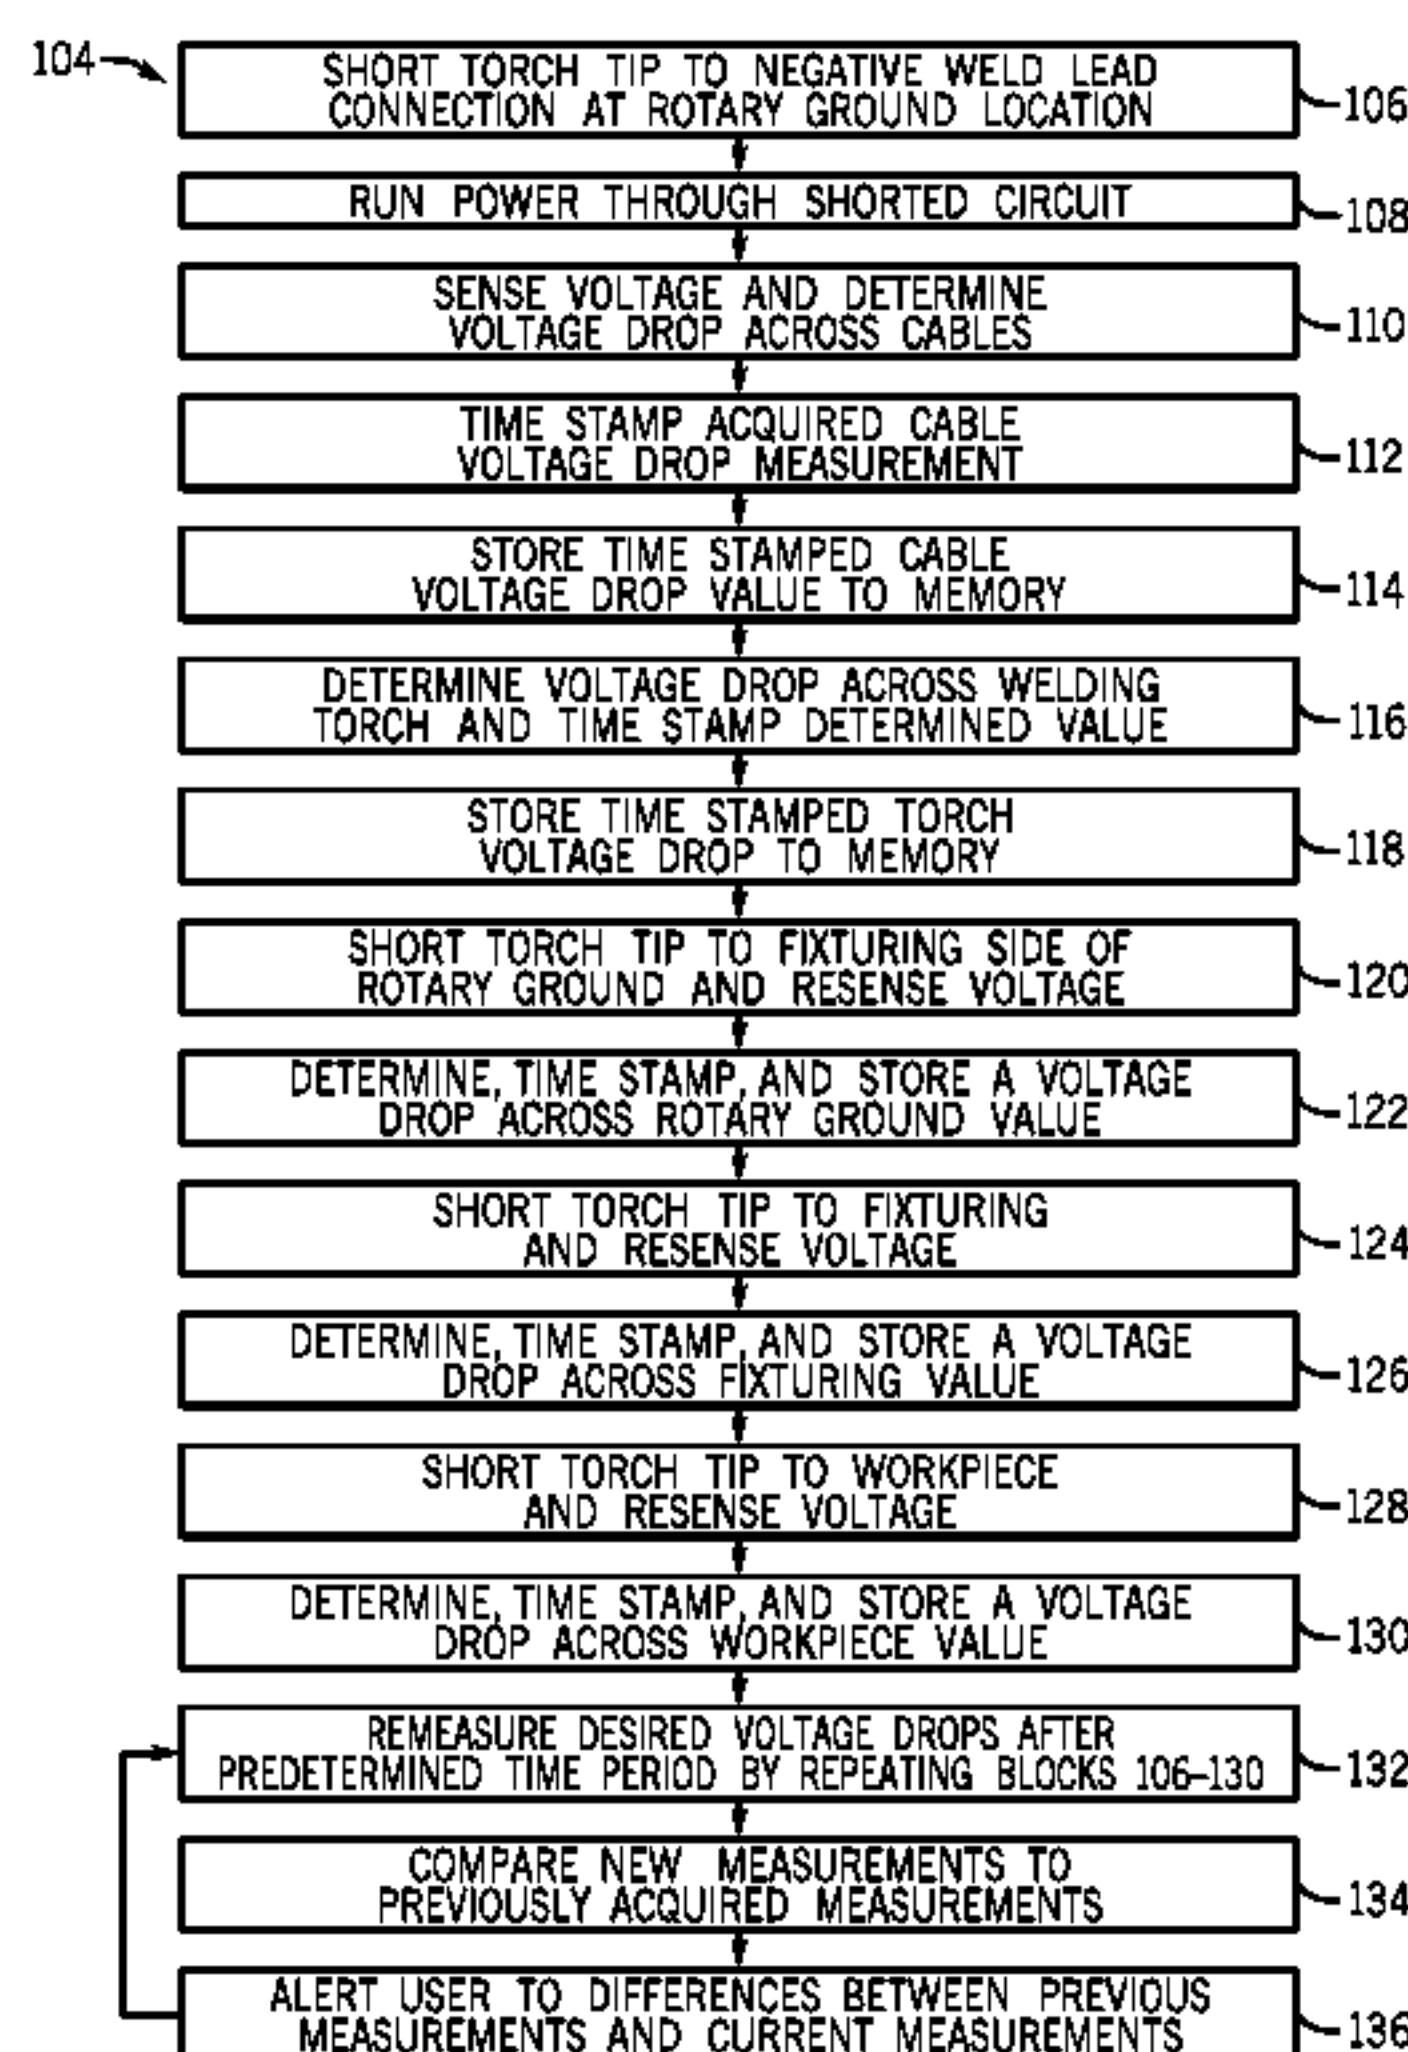 104
SHORT TORCH TIP TO NEGATIVE WELD LEAD
CONNECTION AT ROTARY GROUND LOCATION
106
RUN POWER THROUGH SHORTED CIRCUIT
108
SENSE VOLTAGE AND DETERMINE
VOLTAGE DROP ACROSS CABLES
110
TIME STAMP ACQUIRED CABLE
VOLTAGE DROP MEASUREMENT
112
STORE TIME STAMPED CABLE
VOLTAGE DROP VALUE TO MEMORY
114
DETERMINE VOLTAGE DROP ACROSS WELDING
TORCH AND TIME STAMP DETERMINED VALUE
116
STORE TIME STAMPED TORCH
VOLTAGE DROP TO MEMORY
118
SHORT TORCH TIP TO FIXTURING SIDE OF
ROTARY GROUND AND RESENSE VOLTAGE
120
DETERMINE, TIME STAMP, AND STORE A VOLTAGE
DROP ACROSS ROTARY GROUND VALUE
122
SHORT TORCH TIP TO FIXTURING
AND RESENSE VOLTAGE
124
DETERMINE, TIME STAMP, AND STORE A VOLTAGE
DROP ACROSS FIXTURING VALUE
126
SHORT TORCH TIP TO WORKPIECE
AND RESENSE VOLTAGE
128
DETERMINE, TIME STAMP, AND STORE A VOLTAGE
DROP ACROSS WORKPIECE VALUE
130
REMEASURE DESIRED VOLTAGE DROPS AFTER
PREDETERMINED TIME PERIOD BY REPEATING BLOCKS 106–130
132
COMPARE NEW MEASUREMENTS TO
PREVIOUSLY ACQUIRED MEASUREMENTS
134
ALERT USER TO DIFFERENCES BETWEEN PREVIOUS
MEASUREMENTS AND CURRENT MEASUREMENTS
136